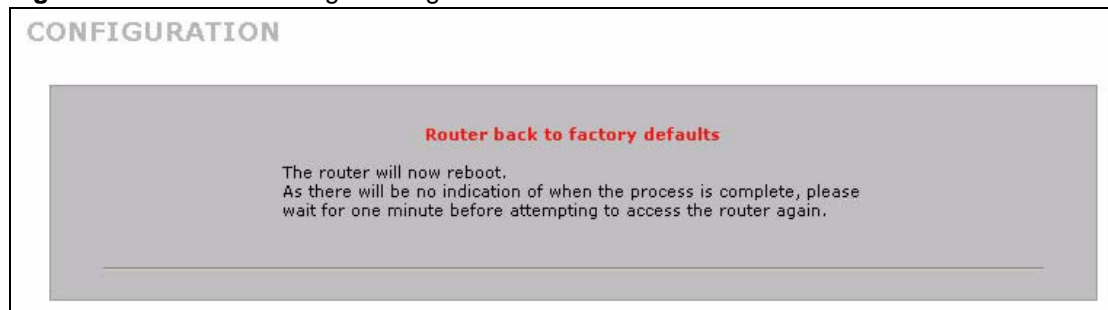 CONFIGURATION
Router back to factory defaults
The router will now reboot.
As there will be no indication of when the process is complete, please
wait for one minute before attempting to access the router again.